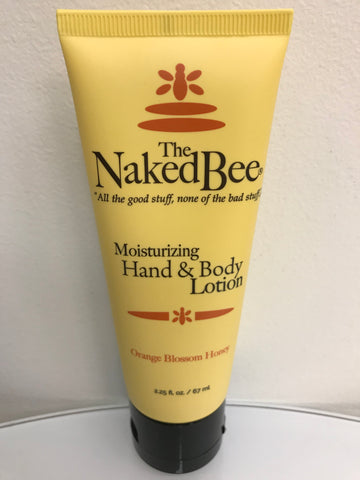 The
NakedBee®
"All the good stuff, none of the bad stuff."
Moisturizing
Hand & Body
Lotion
Orange Blossom Honey
2.25 fl. oz. / 67 ml